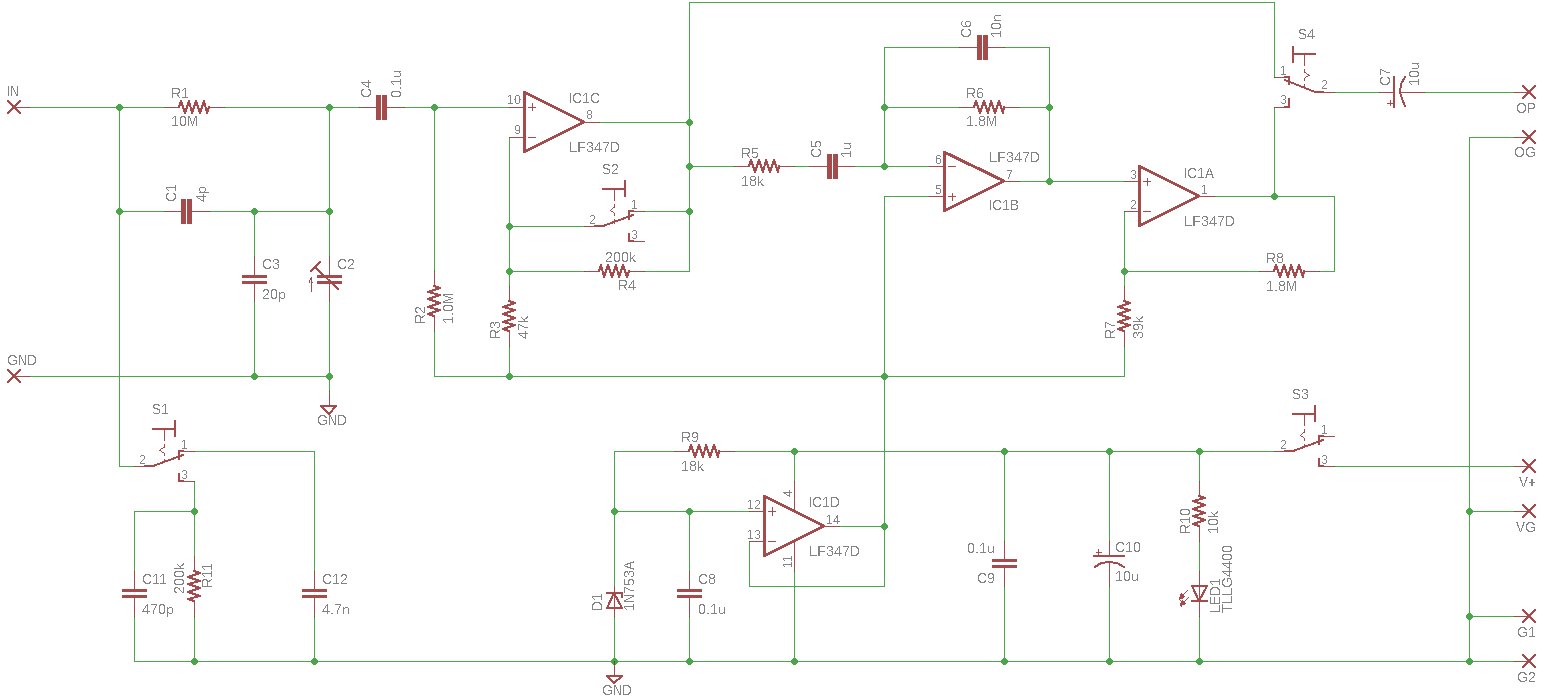 IN
R1
10M
C4
0.1u
10
9
IC1C
8
LF347D
C1
4p
C3
20p
C2
R2
1.0M
S2
1
2
3
200k
R4
R3
47k
R5
18k
C5
1u
C6
10n
R6
1.8M
6
5
LF347D
7
IC1B
3
2
IC1A
1
LF347D
R8
1.8M
R7
39k
S4
1
2
3
C7
10u
OP
OG
GND
GND
S1
1
2
3
C11
470p
200k
R11
C12
4.7n
R9
18k
12
13
4
11
IC1D
14
LF347D
D1
1N753A
C8
0.1u
0.1u
C9
C10
10u
R10
10k
LED1
TLLG4400
S3
1
2
3
V+
VG
G1
G2
GND